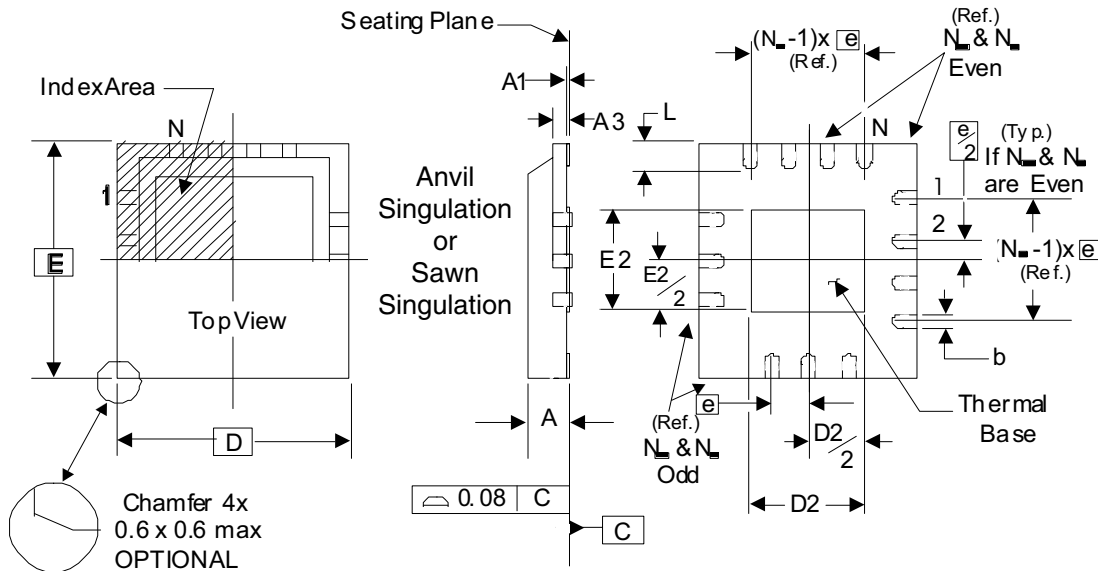 Seating Plane
IndexArea
N
1
E
TopView
D
Chamfer 4x
0.6 x 0.6 max
OPTIONAL
A1
A3
Anvil
Singulation
or
Sawn
Singulation
A
0.08 C
C
L
(N -1)x e
(Ref.)
(Ref.)
N & N
Even
N
e/2
(Typ.)
If N & N
are Even
1
2
(N -1)x e
(Ref.)
E2
E2/2
b
Thermal
Base
(Ref.)
N & N
Odd
e
D2/2
D2